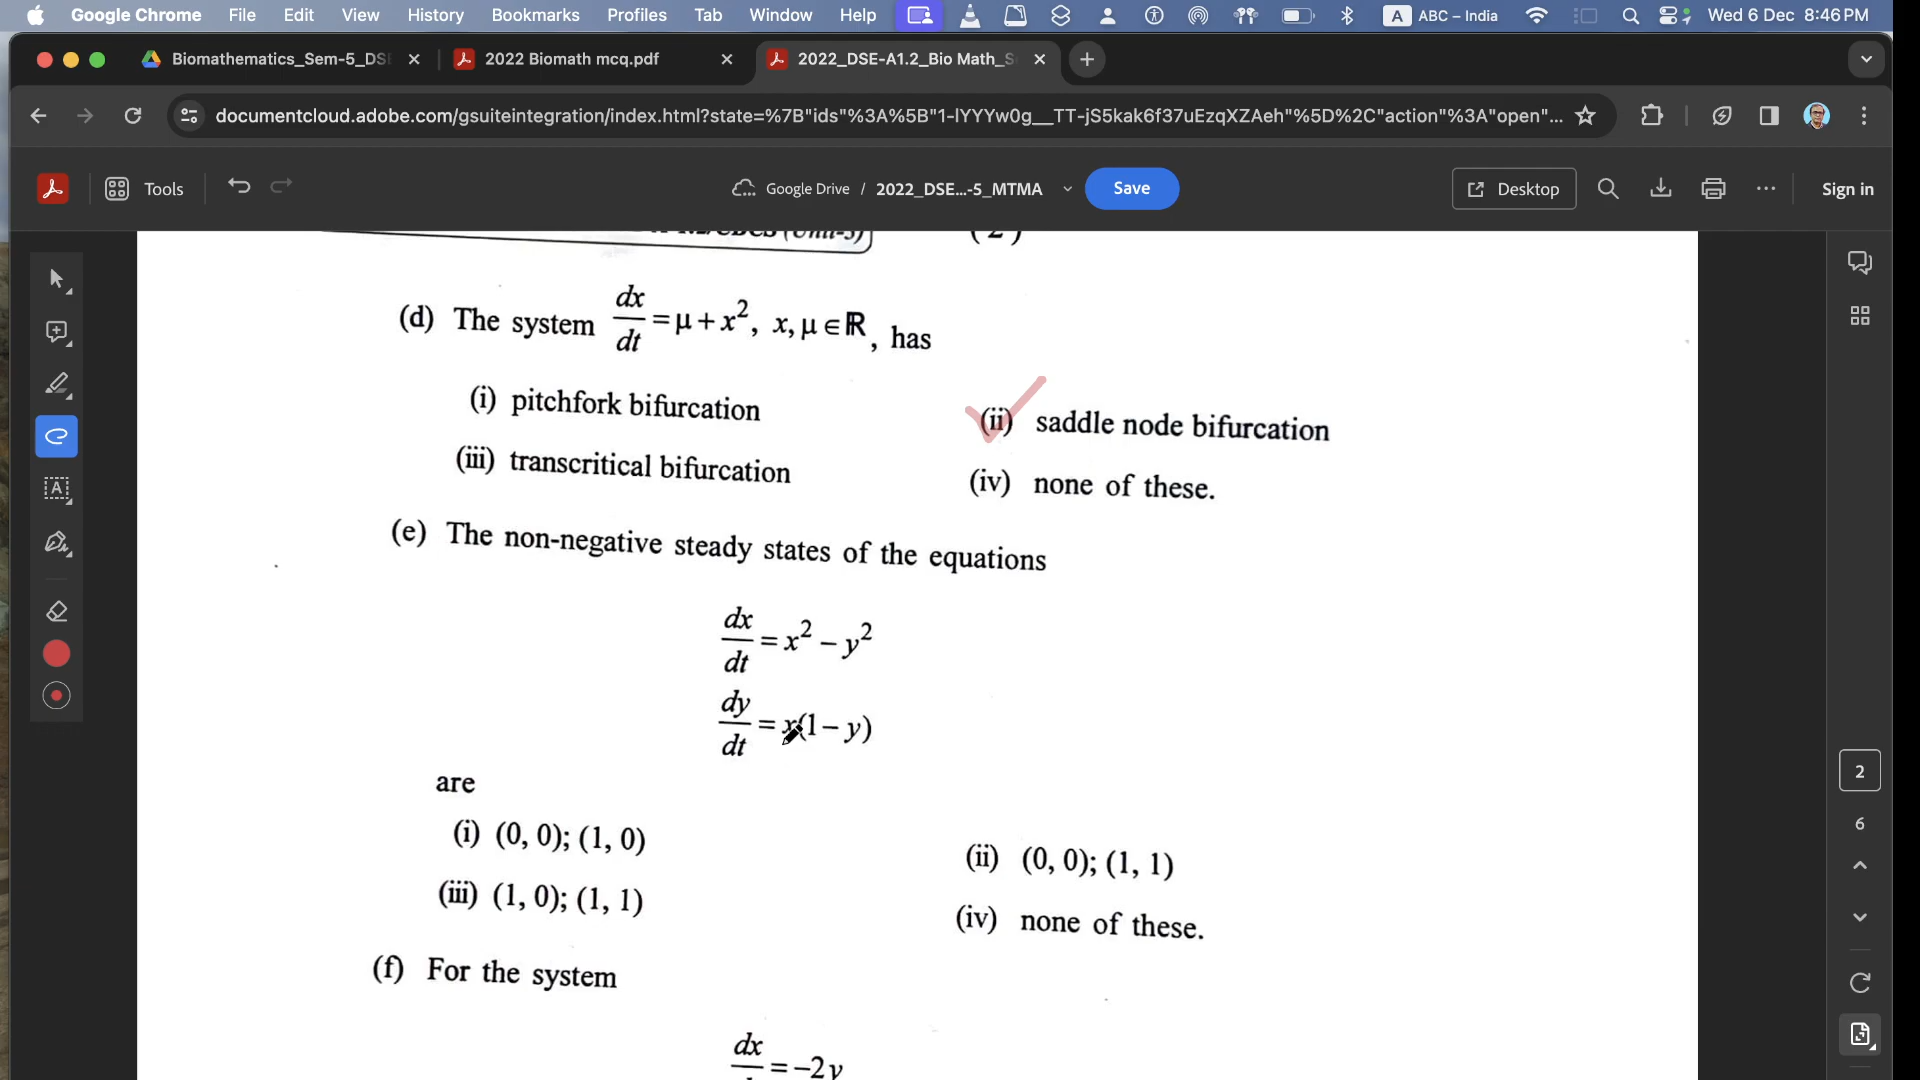 Google Chrome File Edit View History Bookmarks Profiles Tab Window Help A ABC – India Wed 6 Dec 8:46 PM
Biomathematics_Sem-5_DS 2022 Biomath mcq.pdf 2022_DSE-A1.2_Bio Math_S
documentcloud.adobe.com/gsuiteintegration/index.html?state=%7B"ids"%3A%5B"1-lYYYw0g__TT-jS5kak6f37uEzqXZAeh"%5D%2C"action"%3A"open"...
Tools Google Drive / 2022_DSE...-5_MTMA Save Desktop Sign in
(Unit-5) ( 2 )
(d) The system dx/dt = μ + x², x, μ ∈ ℝ, has
(i) pitchfork bifurcation (ii) saddle node bifurcation
(iii) transcritical bifurcation (iv) none of these.
(e) The non-negative steady states of the equations
dx/dt = x² – y²
dy/dt = x(1 – y)
are
(i) (0, 0); (1, 0) (ii) (0, 0); (1, 1)
(iii) (1, 0); (1, 1) (iv) none of these.
(f) For the system
dx
= –2y
2
6